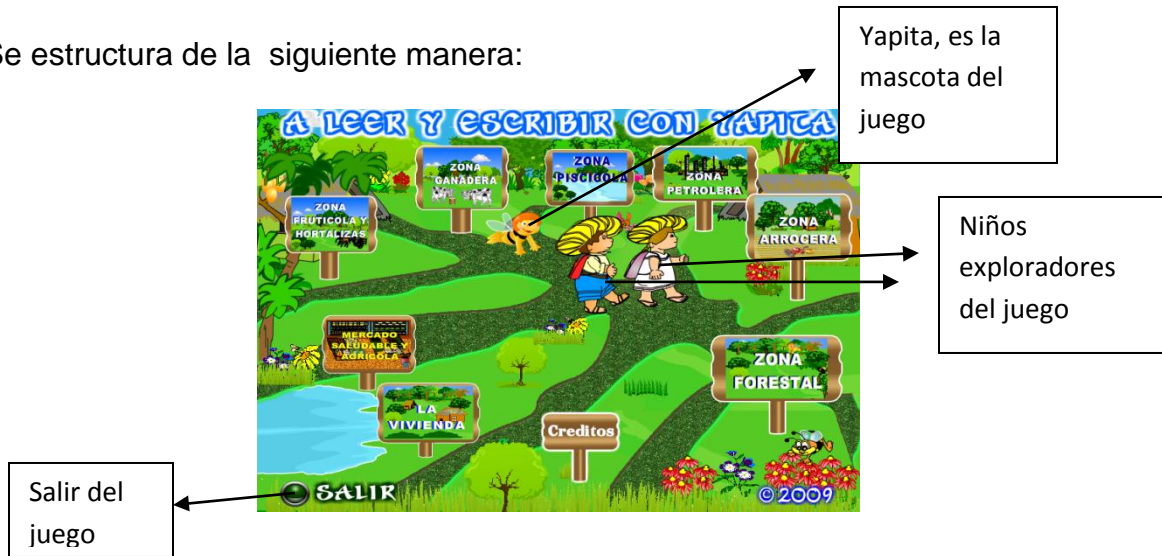 Se estructura de la siguiente manera:
Yapita, es la
mascota del
juego
A LEER Y ESCRIBIR CON YAPITA
ZONA
GANADERA
ZONA
PISCICOLA
ZONA
PETROLERA
ZONA
FRUTICOLA Y
HORTALIZAS
ZONA
ARROCERA
Niños
exploradores
del juego
MERCADO
SALUDABLE Y
AGRICOLA
ZONA
FORESTAL
LA
VIVIENDA
Creditos
SALIR
© 2009
Salir del
juego